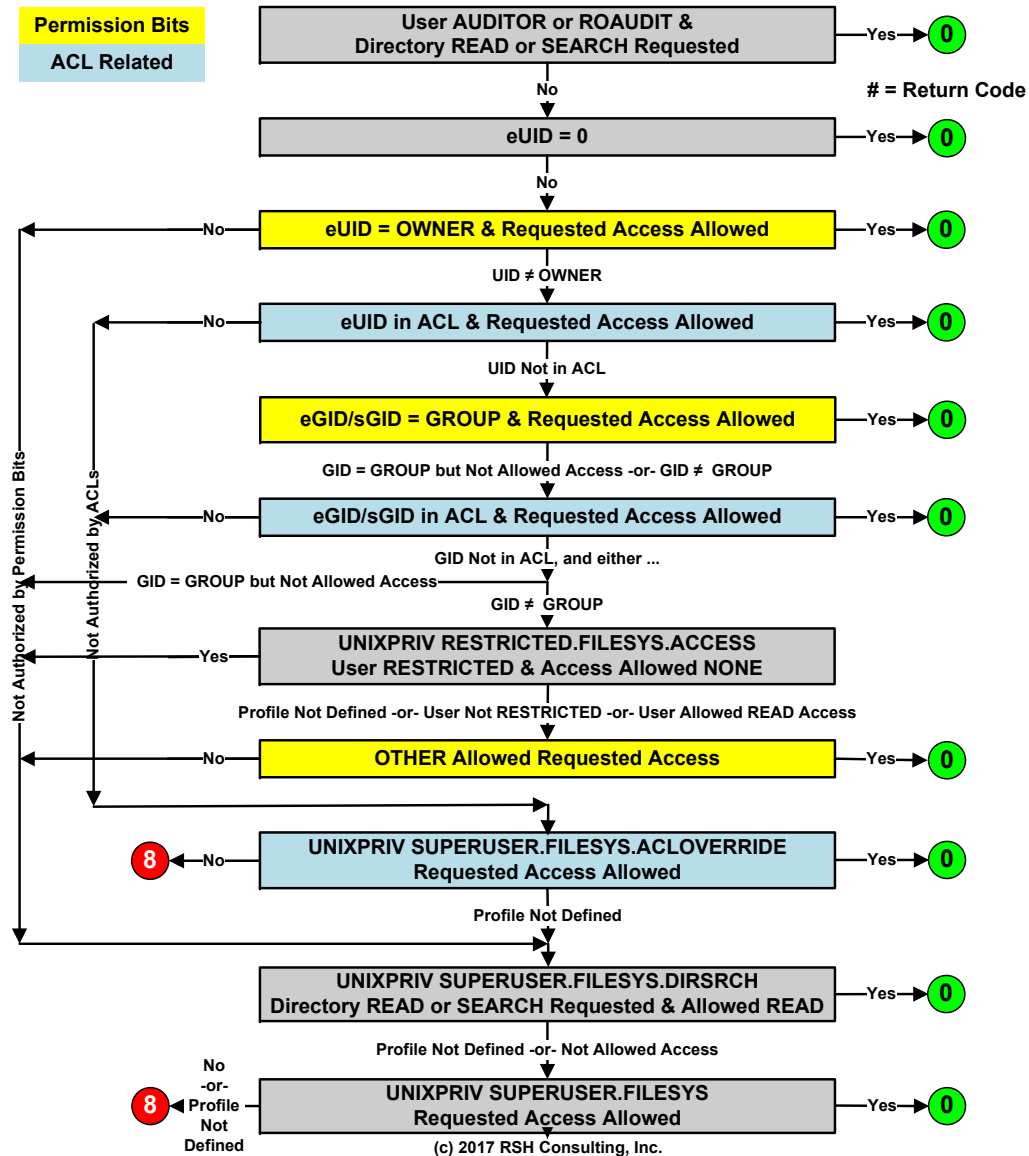 Permission Bits
ACL Related
User AUDITOR or ROAUDIT &
Directory READ or SEARCH Requested
Yes
0
# = Return Code
No
eUID = 0
Yes
0
No
No
eUID = OWNER & Requested Access Allowed
Yes
0
UID ≠ OWNER
No
eUID in ACL & Requested Access Allowed
Yes
0
UID Not in ACL
eGID/sGID = GROUP & Requested Access Allowed
Yes
0
GID = GROUP but Not Allowed Access -or- GID ≠ GROUP
No
eGID/sGID in ACL & Requested Access Allowed
Yes
0
GID Not in ACL, and either ...
GID = GROUP but Not Allowed Access
GID ≠ GROUP
Not Authorized by Permission Bits
Not Authorized by ACLs
Yes
UNIXPRIV RESTRICTED.FILESYS.ACCESS
User RESTRICTED & Access Allowed NONE
Profile Not Defined -or- User Not RESTRICTED -or- User Allowed READ Access
No
OTHER Allowed Requested Access
Yes
0
8
No
UNIXPRIV SUPERUSER.FILESYS.ACLOVERRIDE
Requested Access Allowed
Yes
0
Profile Not Defined
UNIXPRIV SUPERUSER.FILESYS.DIRSRCH
Directory READ or SEARCH Requested & Allowed READ
Yes
0
Profile Not Defined -or- Not Allowed Access
8
No
-or-
Profile
Not
Defined
UNIXPRIV SUPERUSER.FILESYS
Requested Access Allowed
Yes
0
(c) 2017 RSH Consulting, Inc.